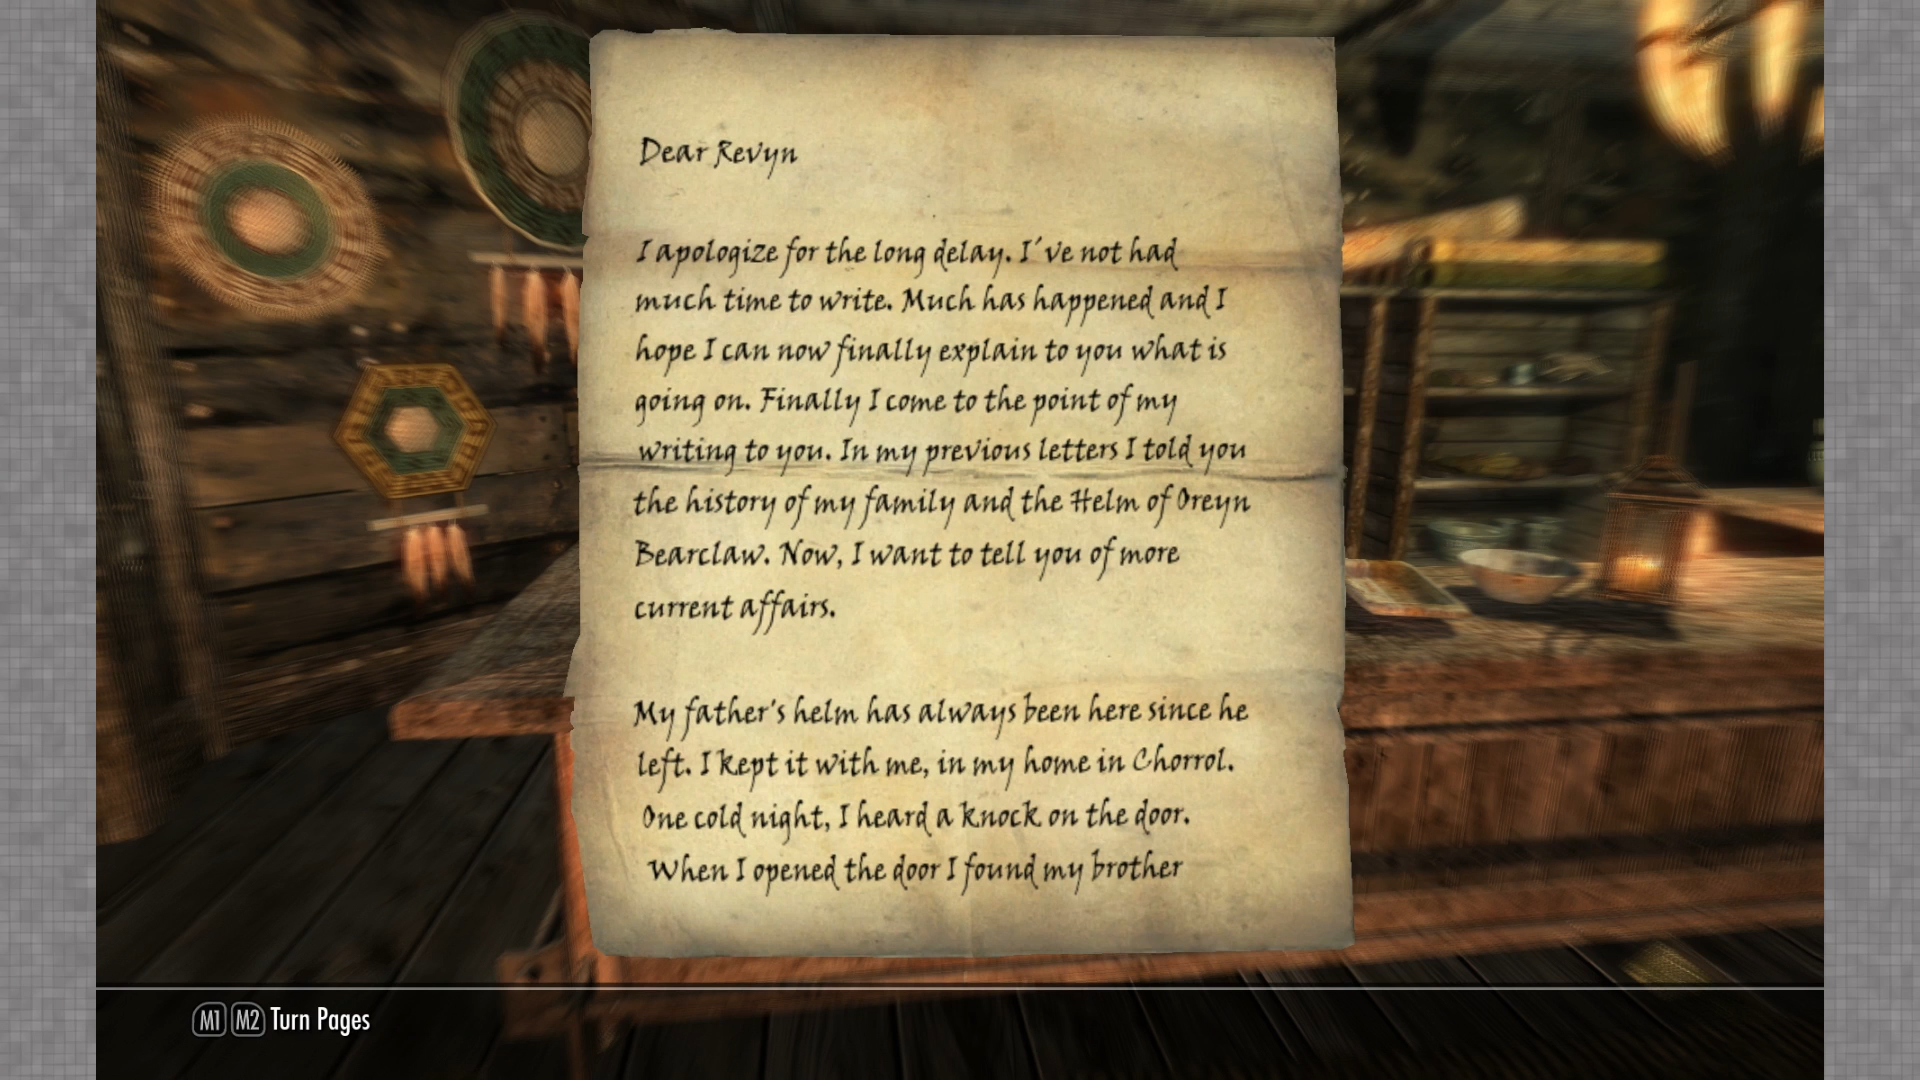 Dear Revyn
I apologize for the long delay. I´ve not had
much time to write. Much has happened and I
hope I can now finally explain to you what is
going on. Finally I come to the point of my
writing to you. In my previous letters I told you
the history of my family and the Helm of Oreyn
Bearclaw. Now, I want to tell you of more
current affairs.
My father's helm has always been here since he
left. I kept it with me, in my home in Chorrol.
One cold night, I heard a knock on the door.
When I opened the door I found my brother
M1 M2 Turn Pages